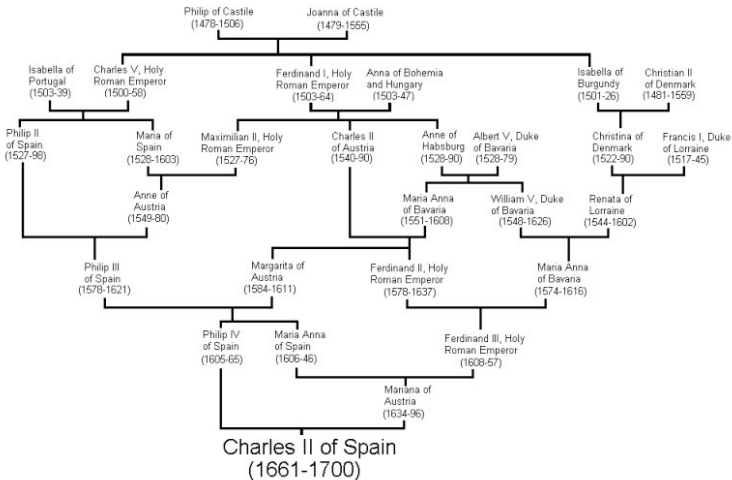 Philip of Castile
(1478-1506)
Joanna of Castile
(1479-1555)
Isabella of
Portugal
(1503-39)
Charles V, Holy
Roman Emperor
(1500-58)
Ferdinand I, Holy
Roman Emperor
(1503-64)
Anna of Bohemia
and Hungary
(1503-47)
Isabella of
Burgundy
(1501-26)
Christian II
of Denmark
(1481-1559)
Philip II
of Spain
(1527-98)
Maria of
Spain
(1528-1603)
Maximilian II, Holy
Roman Emperor
(1527-76)
Charles II
of Austria
(1540-90)
Anne of
Habsburg
(1528-90)
Albert V, Duke
of Bavaria
(1528-79)
Christina of
Denmark
(1522-90)
Francis I, Duke
of Lorraine
(1517-45)
Anne of
Austria
(1549-80)
Maria Anna
of Bavaria
(1551-1608)
William V, Duke
of Bavaria
(1548-1626)
Renata of
Lorraine
(1544-1602)
Philip III
of Spain
(1578-1621)
Margarita of
Austria
(1584-1611)
Ferdinand II, Holy
Roman Emperor
(1578-1637)
Maria Anna
of Bavaria
(1574-1616)
Philip IV
of Spain
(1605-65)
Maria Anna
of Spain
(1606-46)
Ferdinand III, Holy
Roman Emperor
(1608-57)
Mariana of
Austria
(1634-96)
Charles II of Spain
(1661-1700)